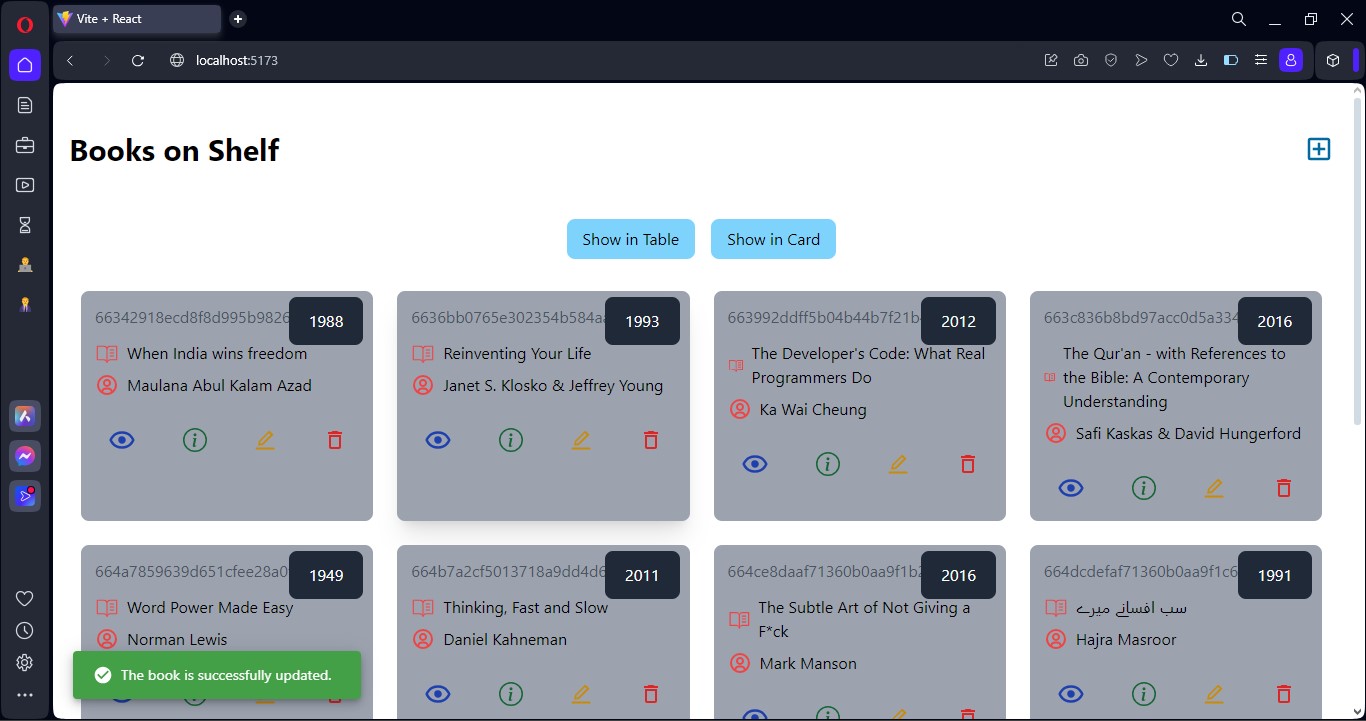 Vite + React
localhost:5173
Books on Shelf
Show in Table
Show in Card
66342918ecd8f8d995b9826
1988
When India wins freedom
Maulana Abul Kalam Azad
6636bb0765e302354b584a
1993
Reinventing Your Life
Janet S. Klosko & Jeffrey Young
663992ddff5b04b44b7f21b
2012
The Developer's Code: What Real
Programmers Do
Ka Wai Cheung
663c836b8bd97acc0d5a334
2016
The Qur'an - with References to
the Bible: A Contemporary
Understanding
Safi Kaskas & David Hungerford
664a7859639d651cfee28a0
1949
Word Power Made Easy
Norman Lewis
664b7a2cf5013718a9dd4d6
2011
Thinking, Fast and Slow
Daniel Kahneman
664ce8daaf71360b0aa9f1b2
2016
The Subtle Art of Not Giving a
F*ck
Mark Manson
664dcdefaf71360b0aa9f1c6
1991
سب افسانے میرے
Hajra Masroor
The book is successfully updated.